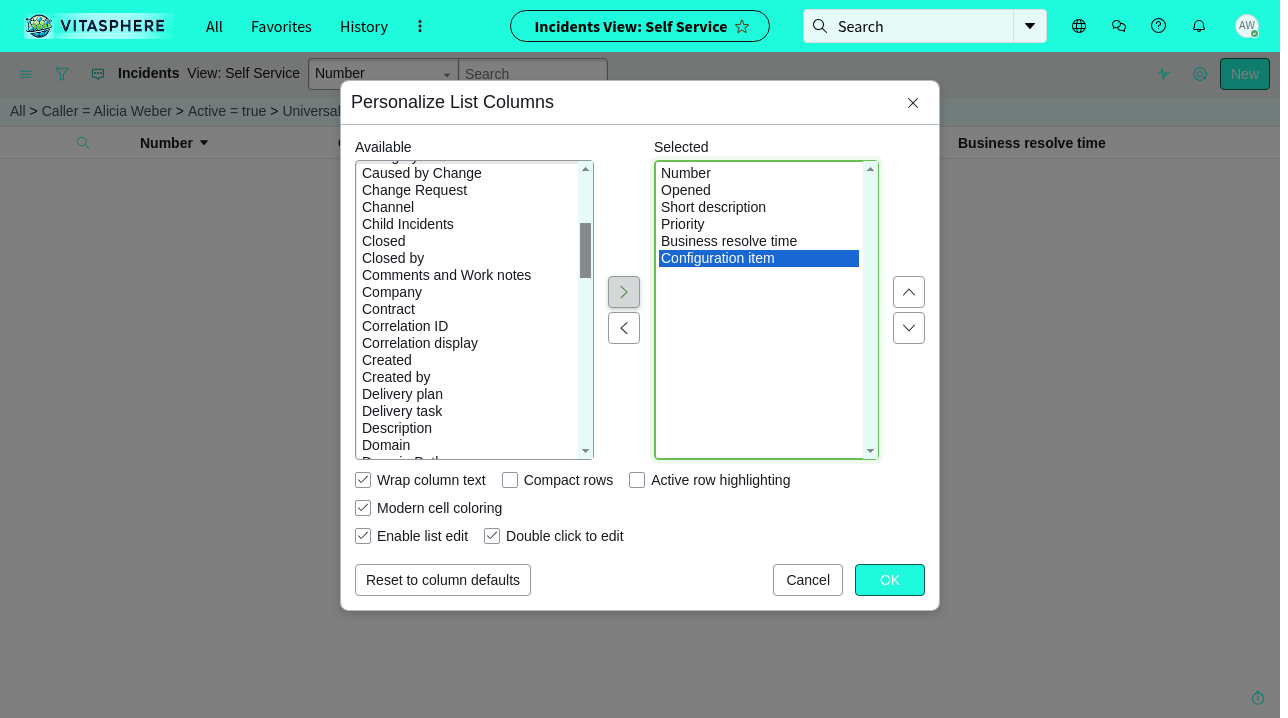 VITASPHERE
All
Favorites
History
Incidents View: Self Service
Search
AW
Incidents View: Self Service
Number
Search
New
All > Caller = Alicia Weber > Active = true > Universal
Number
Business resolve time
Personalize List Columns
Available
Selected
Caused by Change
Change Request
Channel
Child Incidents
Closed
Closed by
Comments and Work notes
Company
Contract
Correlation ID
Correlation display
Created
Created by
Delivery plan
Delivery task
Description
Domain
Number
Opened
Short description
Priority
Business resolve time
Configuration item
Wrap column text
Compact rows
Active row highlighting
Modern cell coloring
Enable list edit
Double click to edit
Reset to column defaults
Cancel
OK